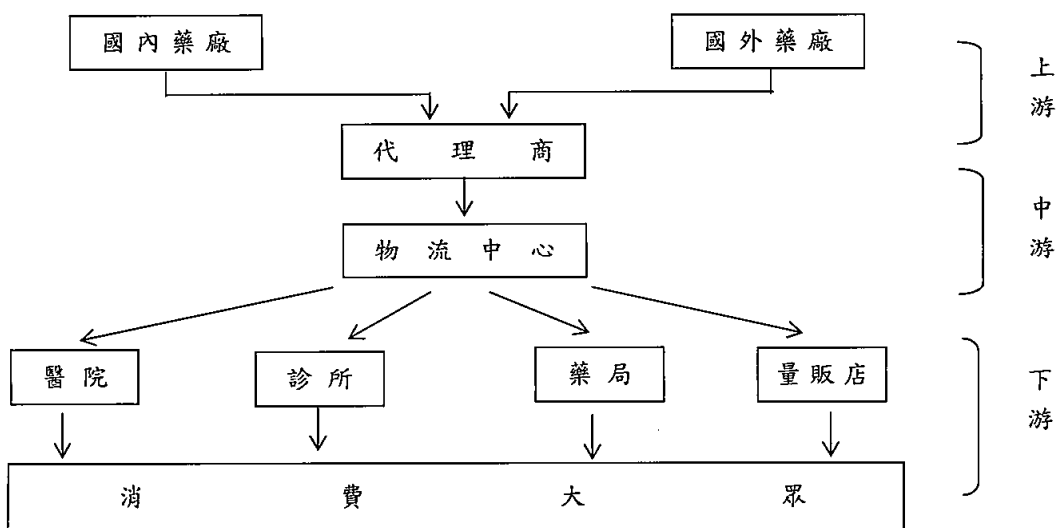 國內藥廠
國外藥廠
上游
代理商
中游
物流中心
醫院
診所
藥局
量販店
下游
消費大眾